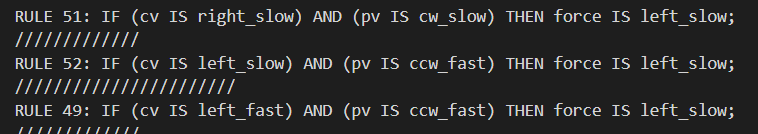 RULE 51: IF (cv IS right_slow) AND (pv IS cw_slow) THEN force IS left_slow;
/////////////
RULE 52: IF (cv IS left_slow) AND (pv IS ccw_fast) THEN force IS left_slow;
///////////////////////
RULE 49: IF (cv IS left_fast) AND (pv IS ccw_fast) THEN force IS left_slow;
/////////////